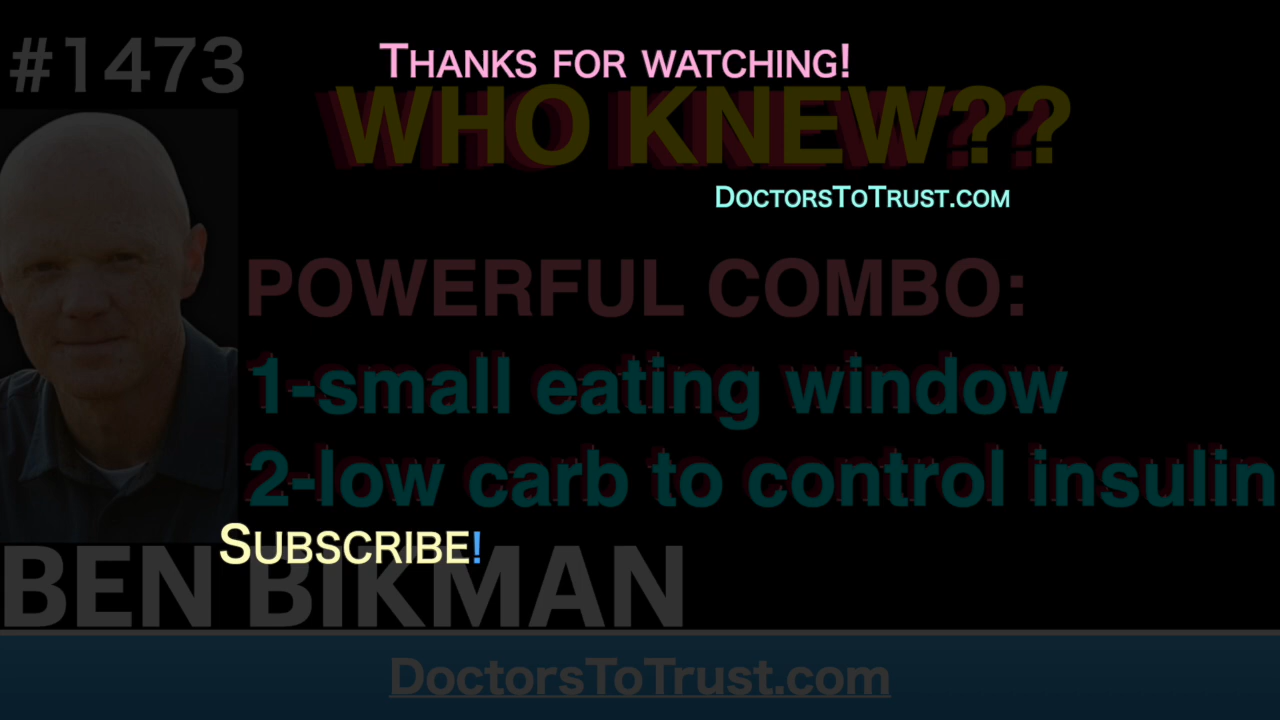 #1473
THANKS FOR WATCHING!
WHO KNEW??
DOCTORSTOTRUST.COM
POWERFUL COMBO:
1-small eating window
2-low carb to control insulin
SUBSCRIBE!
BEN BIKMAN
DoctorsToTrust.com